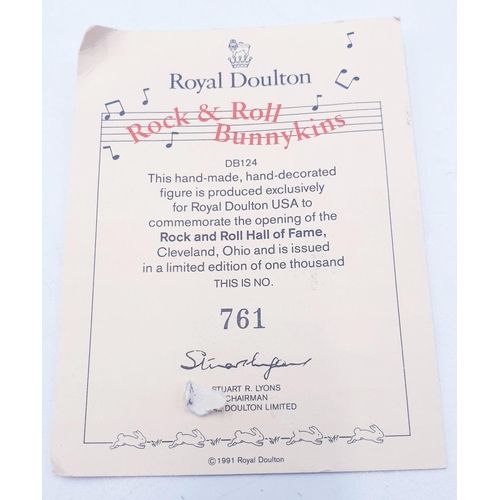 Royal Doulton
Rock & Roll
Bunnykins
DB124
This hand-made, hand-decorated
figure is produced exclusively
for Royal Doulton USA to
commemorate the opening of the
Rock and Roll Hall of Fame,
Cleveland, Ohio and is issued
in a limited edition of one thousand
THIS IS NO.
761
STUART R. LYONS
CHAIRMAN
DOULTON LIMITED
© 1991 Royal Doulton